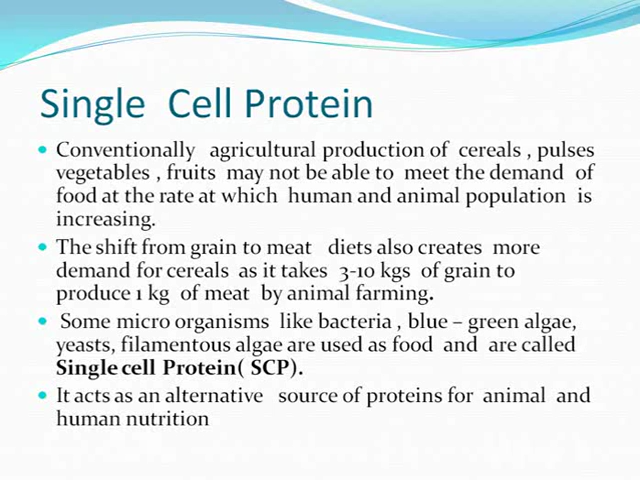 Single Cell Protein
• Conventionally agricultural production of cereals , pulses
vegetables , fruits may not be able to meet the demand of
food at the rate at which human and animal population is
increasing.
• The shift from grain to meat diets also creates more
demand for cereals as it takes 3-10 kgs of grain to
produce 1 kg of meat by animal farming.
• Some micro organisms like bacteria , blue – green algae,
yeasts, filamentous algae are used as food and are called
Single cell Protein( SCP).
• It acts as an alternative source of proteins for animal and
human nutrition